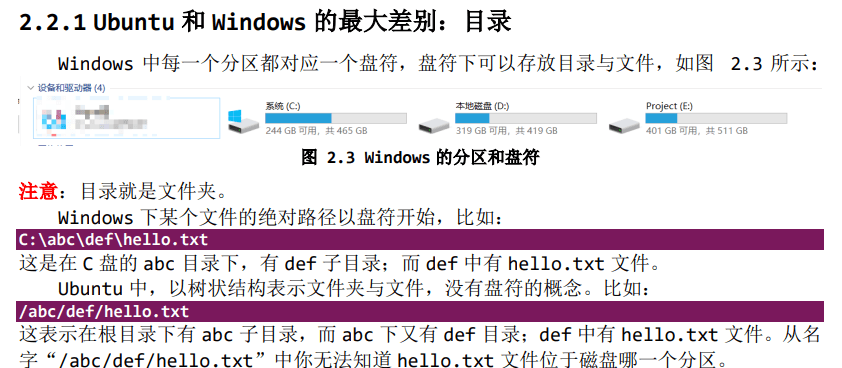 2.2.1 Ubuntu 和 Windows 的最大差别：目录
Windows 中每一个分区都对应一个盘符，盘符下可以存放目录与文件，如图 2.3 所示：
设备和驱动器 (4)
系统 (C:)
244 GB 可用，共 465 GB
本地磁盘 (D:)
319 GB 可用，共 419 GB
Project (E:)
401 GB 可用，共 511 GB
图 2.3 Windows 的分区和盘符
注意：目录就是文件夹。
Windows 下某个文件的绝对路径以盘符开始，比如：
C:\abc\def\hello.txt
这是在 C 盘的 abc 目录下，有 def 子目录；而 def 中有 hello.txt 文件。
Ubuntu 中，以树状结构表示文件夹与文件，没有盘符的概念。比如：
/abc/def/hello.txt
这表示在根目录下有 abc 子目录，而 abc 下又有 def 目录；def 中有 hello.txt 文件。从名
字“/abc/def/hello.txt”中你无法知道 hello.txt 文件位于磁盘哪一个分区。